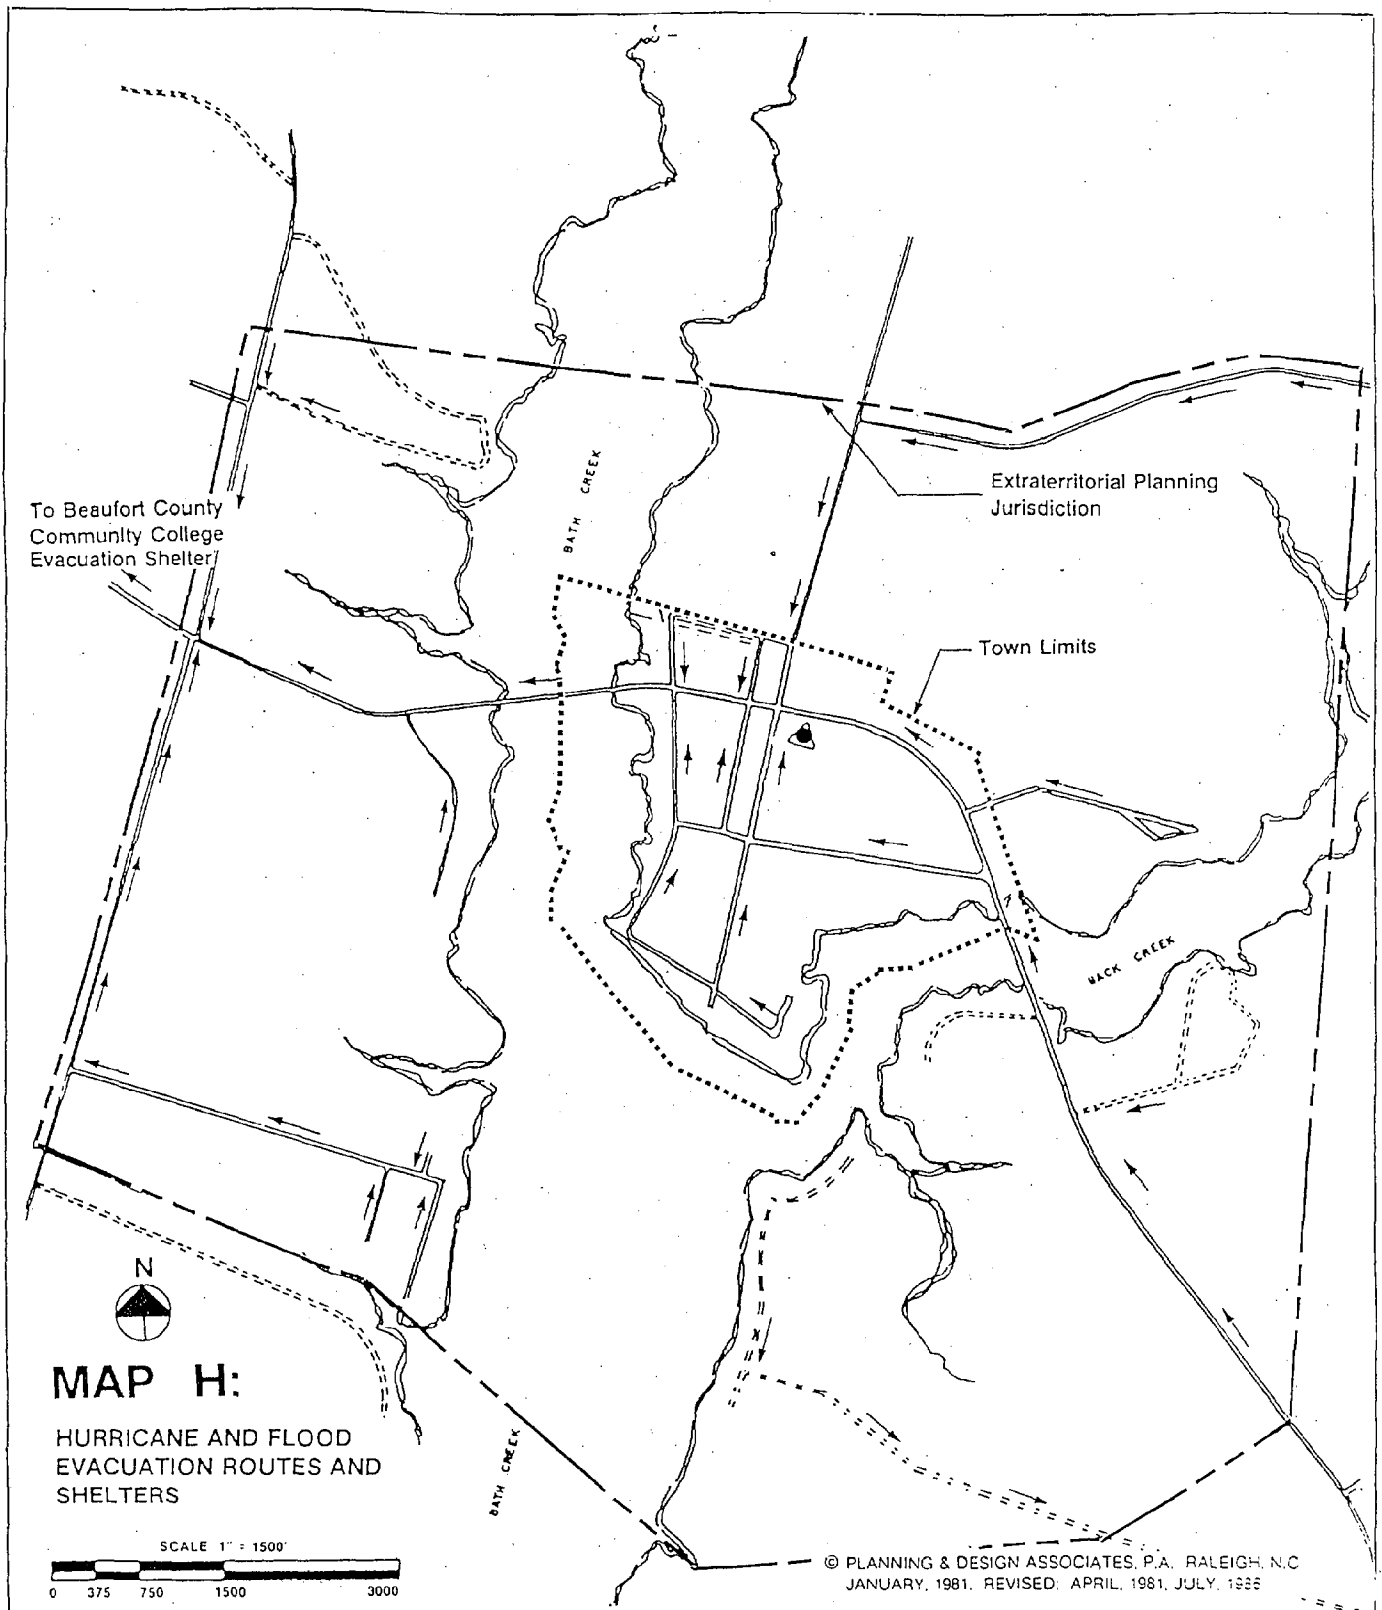 BATH CREEK
Extraterritorial Planning
Jurisdiction
To Beaufort County
Community College
Evacuation Shelter
Town Limits
BACK CREEK
N
MAP H:
HURRICANE AND FLOOD
EVACUATION ROUTES AND
SHELTERS
BATH CREEK
SCALE 1" = 1500'
0 375 750 1500 3000
© PLANNING & DESIGN ASSOCIATES, P.A. RALEIGH, N.C
JANUARY, 1981. REVISED: APRIL, 1981, JULY, 1986